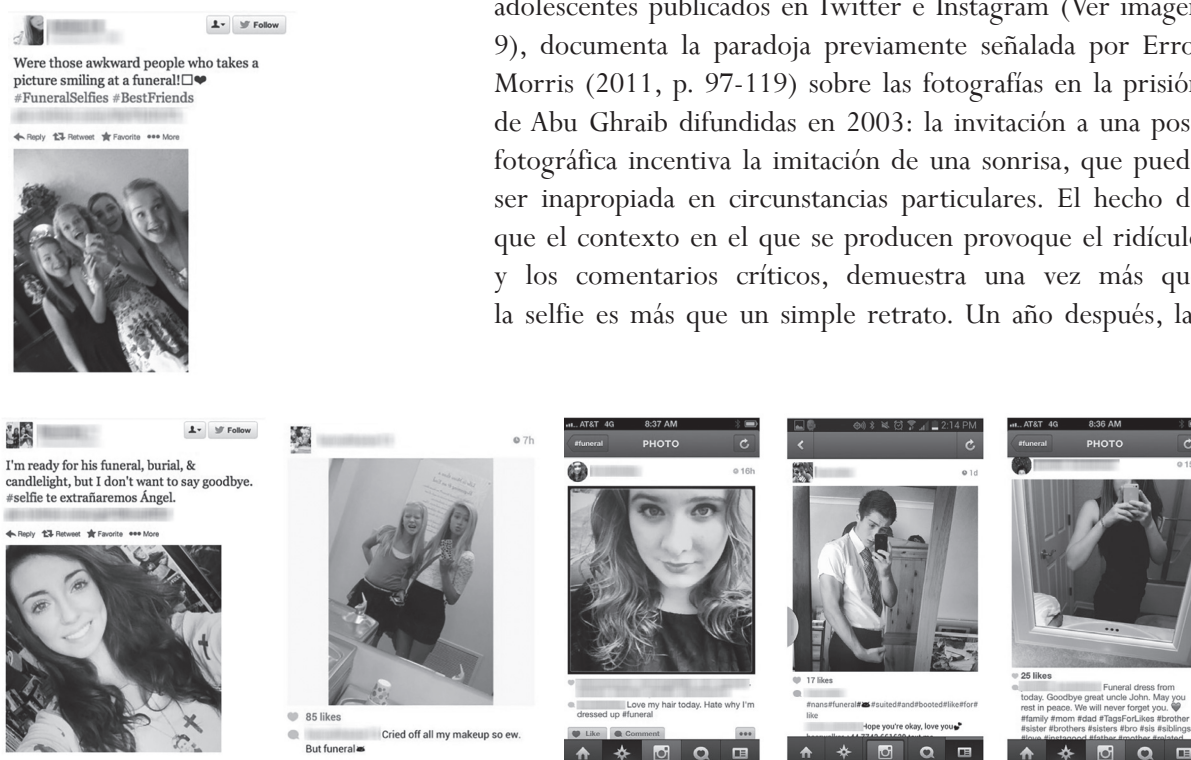 adolescentes publicados en Twitter e Instagram (Ver imagen
9), documenta la paradoja previamente señalada por Erro
Morris (2011, p. 97-119) sobre las fotografías en la prisión
de Abu Ghraib difundidas en 2003: la invitación a una pos
fotográfica incentiva la imitación de una sonrisa, que pued
ser inapropiada en circunstancias particulares. El hecho d
que el contexto en el que se producen provoque el ridícul
y los comentarios críticos, demuestra una vez más qu
la selfie es más que un simple retrato. Un año después, la
Follow
Were those awkward people who takes a
picture smiling at a funeral!□❤
#FuneralSelfies #BestFriends
Reply Retweet Favorite More
Follow
I'm ready for his funeral, burial, &
candlelight, but I don't want to say goodbye.
#selfie te extrañaremos Ángel.
Reply Retweet Favorite More
7h
85 likes
Cried off all my makeup so ew.
But funeral
AT&T 4G 8:37 AM
#funeral PHOTO
16h
Love my hair today. Hate why I'm
dressed up #funeral
Like Comment
2:14 PM
1d
17 likes
#nans#funeral# #suited#and#booted#like#for#
like
Hope you're okay, love you
AT&T 4G 8:36 AM
#funeral PHOTO
25 likes
Funeral dress from
today. Goodbye great uncle John. May you
rest in peace. We will never forget you.
#family #mom #dad #TagsForLikes #brother
#sister #brothers #sisters #bro #sis #siblings
#love #instagood #father #mother #related